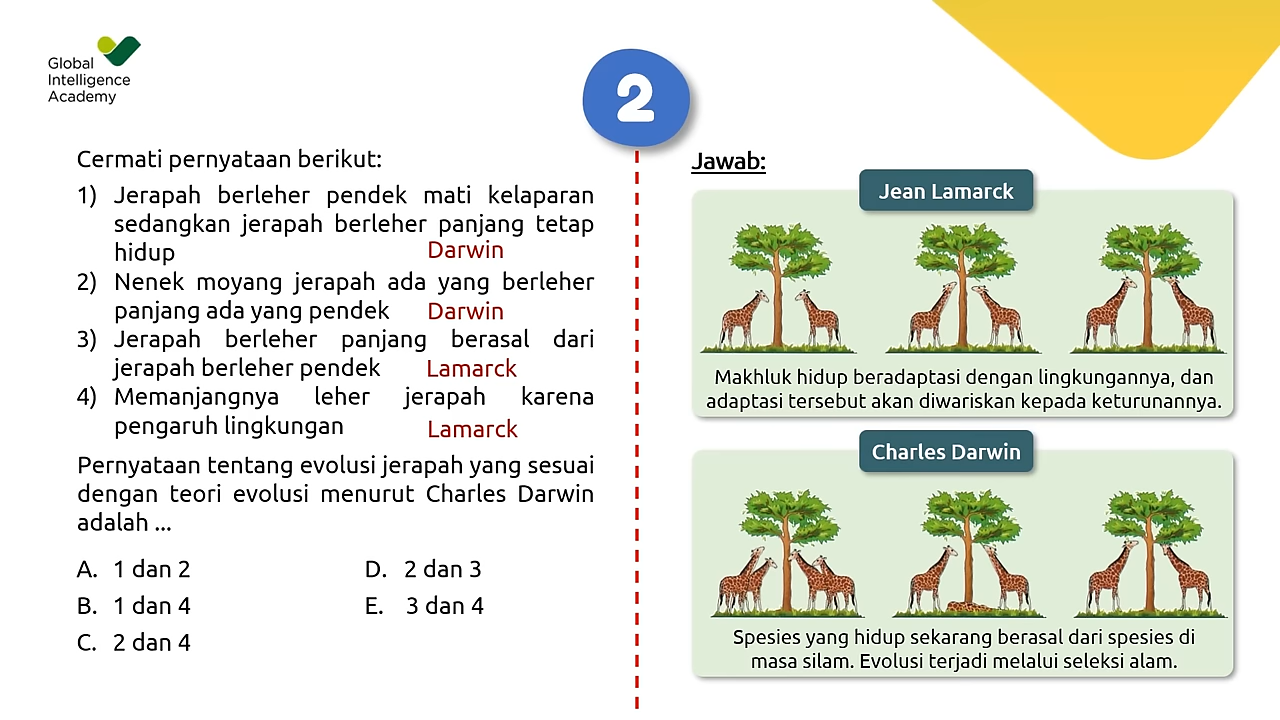 Global
Intelligence
Academy
2
Cermati pernyataan berikut:
1) Jerapah berleher pendek mati kelaparan
sedangkan jerapah berleher panjang tetap
hidup Darwin
2) Nenek moyang jerapah ada yang berleher
panjang ada yang pendek Darwin
3) Jerapah berleher panjang berasal dari
jerapah berleher pendek Lamarck
4) Memanjangnya leher jerapah karena
pengaruh lingkungan Lamarck
Pernyataan tentang evolusi jerapah yang sesuai
dengan teori evolusi menurut Charles Darwin
adalah ...
A. 1 dan 2
B. 1 dan 4
C. 2 dan 4
D. 2 dan 3
E. 3 dan 4
Jawab:
Jean Lamarck
Makhluk hidup beradaptasi dengan lingkungannya, dan
adaptasi tersebut akan diwariskan kepada keturunannya.
Charles Darwin
Spesies yang hidup sekarang berasal dari spesies di
masa silam. Evolusi terjadi melalui seleksi alam.